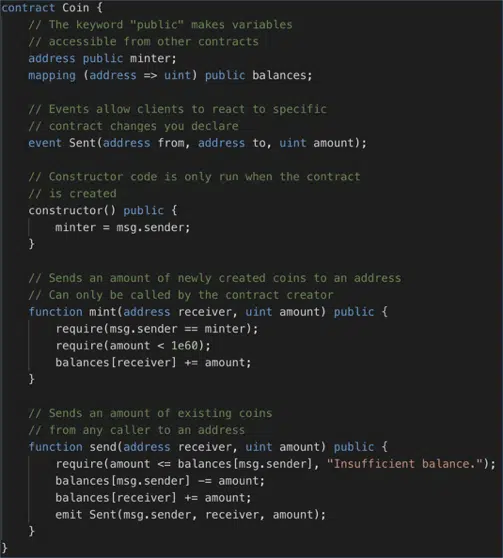 contract Coin {
// The keyword "public" makes variables
// accessible from other contracts
address public minter;
mapping (address => uint) public balances;
// Events allow clients to react to specific
// contract changes you declare
event Sent(address from, address to, uint amount);
// Constructor code is only run when the contract
// is created
constructor() public {
minter = msg.sender;
}
// Sends an amount of newly created coins to an address
// Can only be called by the contract creator
function mint(address receiver, uint amount) public {
require(msg.sender == minter);
require(amount < 1e60);
balances[receiver] += amount;
}
// Sends an amount of existing coins
// from any caller to an address
function send(address receiver, uint amount) public {
require(amount <= balances[msg.sender], "Insufficient balance.");
balances[msg.sender] -= amount;
balances[receiver] += amount;
emit Sent(msg.sender, receiver, amount);
}
}